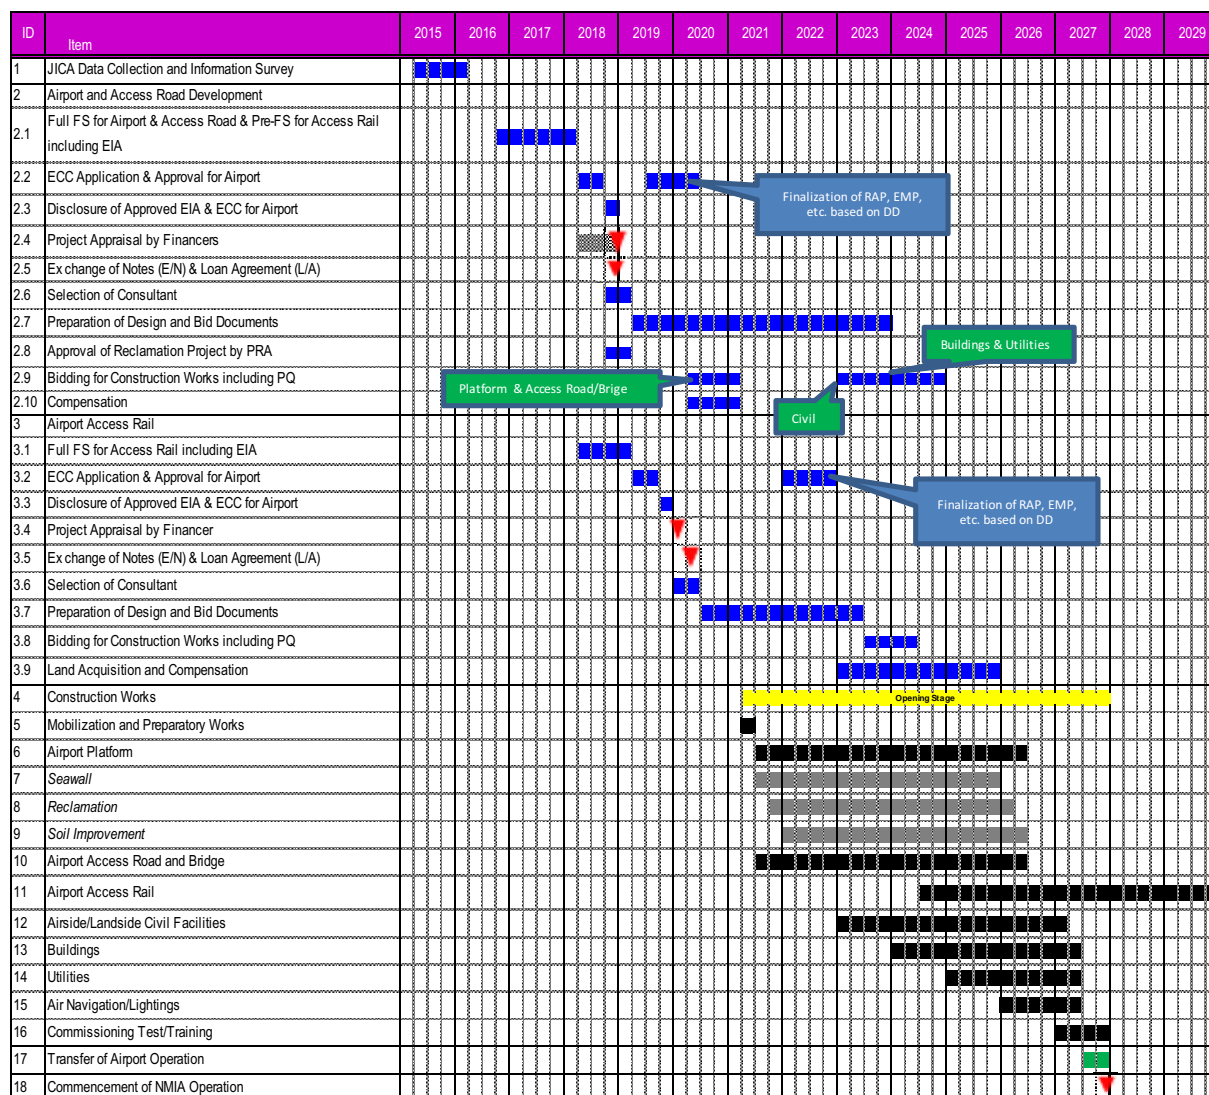 ID Item 2015 2016 2017 2018 2019 2020 2021 2022 2023 2024 2025 2026 2027 2028 2029
1 JICA Data Collection and Information Survey
2 Airport and Access Road Development
2.1 Full FS for Airport & Access Road & Pre-FS for Access Rail
including EIA
2.2 ECC Application & Approval for Airport
Finalization of RAP, EMP,
etc. based on DD
2.3 Disclosure of Approved EIA & ECC for Airport
2.4 Project Appraisal by Financers
2.5 Ex change of Notes (E/N) & Loan Agreement (L/A)
2.6 Selection of Consultant
2.7 Preparation of Design and Bid Documents
Buildings & Utilities
2.8 Approval of Reclamation Project by PRA
2.9 Bidding for Construction Works including PQ
Platform & Access Road/Brige
2.10 Compensation
Civil
3 Airport Access Rail
3.1 Full FS for Access Rail including EIA
3.2 ECC Application & Approval for Airport
3.3 Disclosure of Approved EIA & ECC for Airport
Finalization of RAP, EMP,
etc. based on DD
3.4 Project Appraisal by Financer
3.5 Ex change of Notes (E/N) & Loan Agreement (L/A)
3.6 Selection of Consultant
3.7 Preparation of Design and Bid Documents
3.8 Bidding for Construction Works including PQ
3.9 Land Acquisition and Compensation
4 Construction Works Opening Stage
5 Mobilization and Preparatory Works
6 Airport Platform
7 Seawall
8 Reclamation
9 Soil Improvement
10 Airport Access Road and Bridge
11 Airport Access Rail
12 Airside/Landside Civil Facilities
13 Buildings
14 Utilities
15 Air Navigation/Lightings
16 Commissioning Test/Training
17 Transfer of Airport Operation
18 Commencement of NMIA Operation